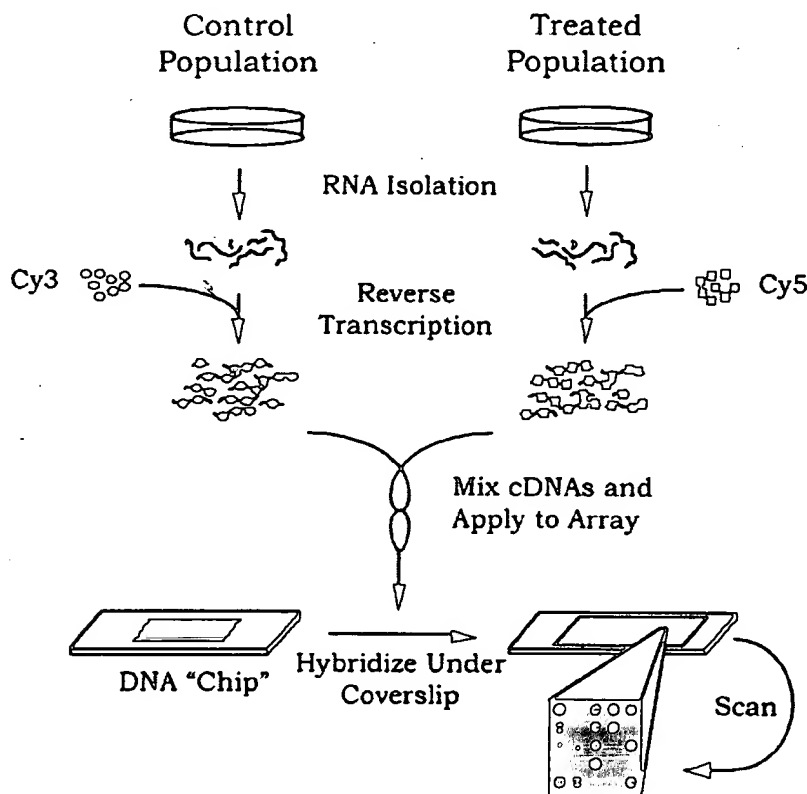 Control
Population
Treated
Population
RNA Isolation
Cy3
Reverse
Transcription
Cy5
Mix cDNAs and
Apply to Array
DNA “Chip”
Hybridize Under
Coverslip
Scan